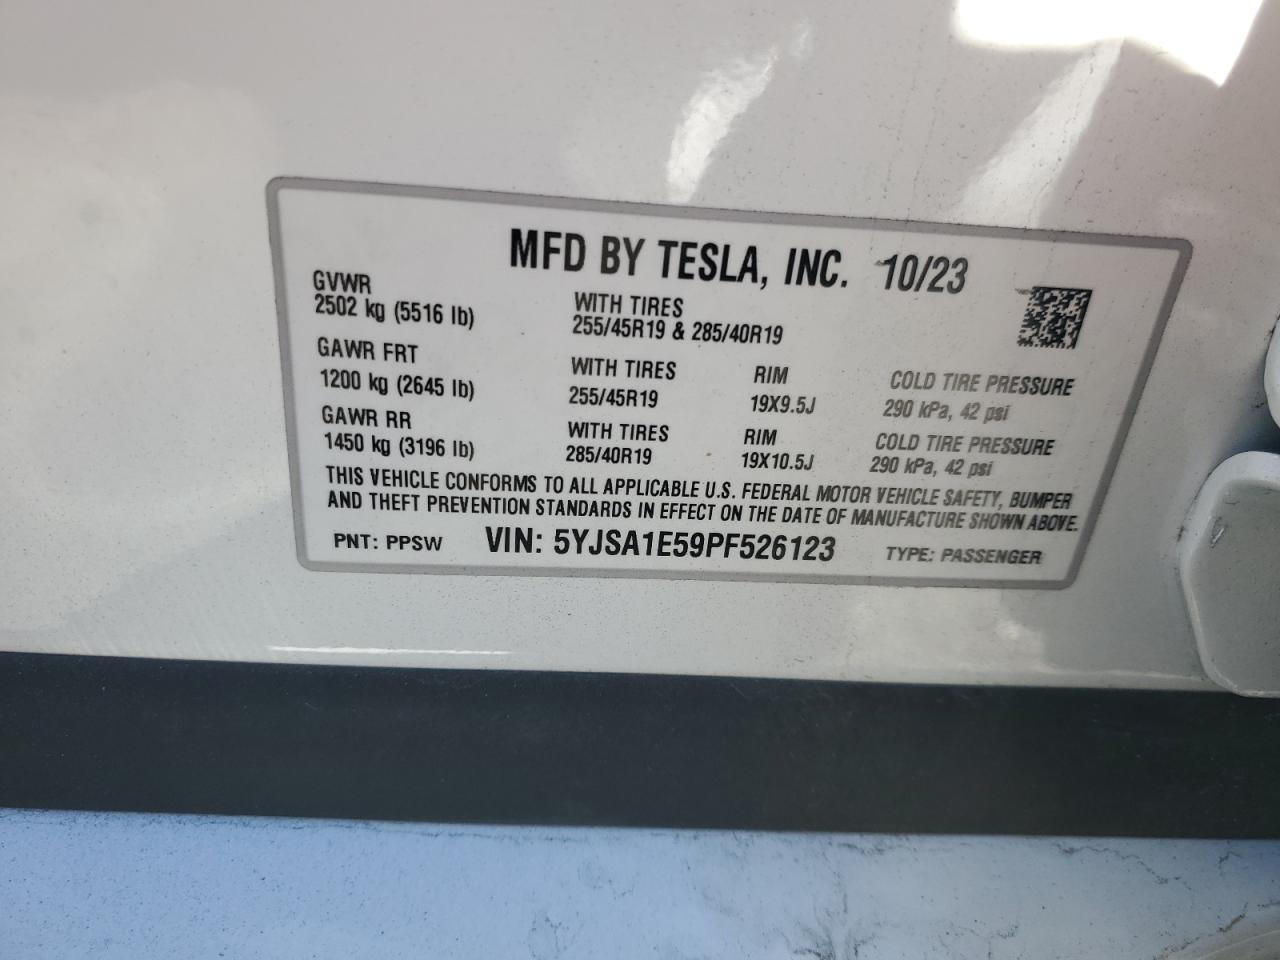 MFD BY TESLA, INC. 10/23
GVWR
2502 kg (5516 lb)
WITH TIRES
255/45R19 & 285/40R19
GAWR FRT
1200 kg (2645 lb)
WITH TIRES
255/45R19
RIM
19X9.5J
COLD TIRE PRESSURE
290 kPa, 42 psi
GAWR RR
1450 kg (3196 lb)
WITH TIRES
285/40R19
RIM
19X10.5J
COLD TIRE PRESSURE
290 kPa, 42 psi
THIS VEHICLE CONFORMS TO ALL APPLICABLE U.S. FEDERAL MOTOR VEHICLE SAFETY, BUMPER
AND THEFT PREVENTION STANDARDS IN EFFECT ON THE DATE OF MANUFACTURE SHOWN ABOVE.
PNT: PPSW VIN: 5YJSA1E59PF526123 TYPE: PASSENGER